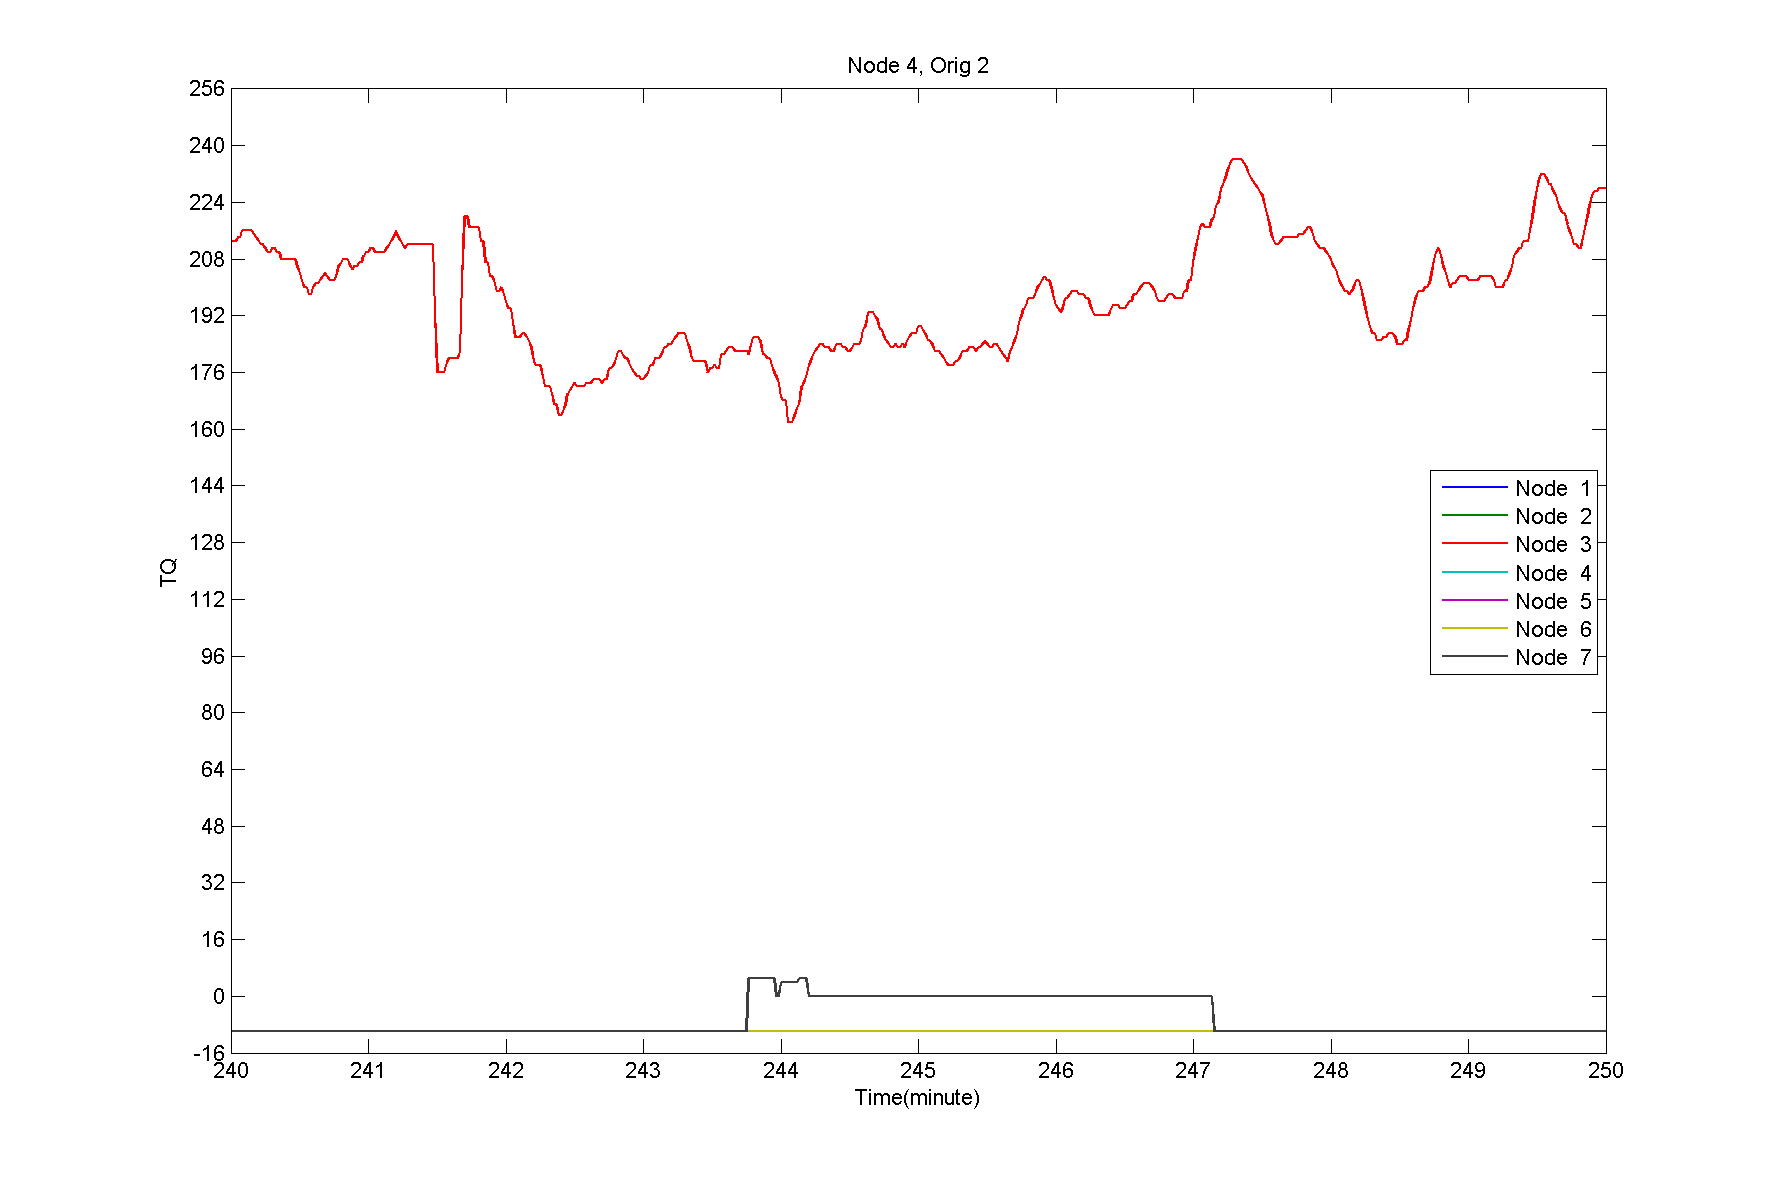 Node 4, Orig 2
256
240
224
208
192
176
160
144
128
112
96
80
64
48
32
16
0
-16
TQ
Node 1
Node 2
Node 3
Node 4
Node 5
Node 6
Node 7
240 241 242 243 244 245 246 247 248 249 250
Time(minute)